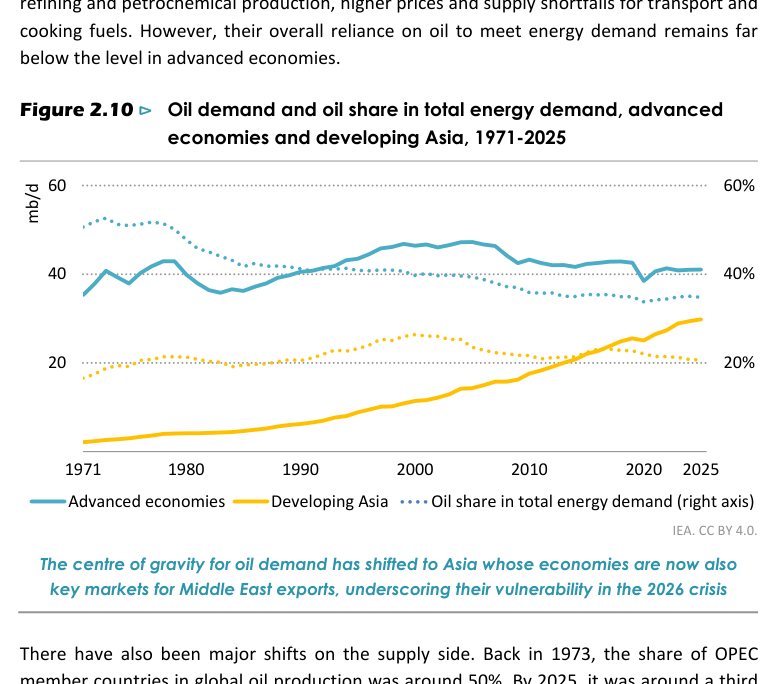 refining and petrochemical production, higher prices and supply shortfalls for transport and
cooking fuels. However, their overall reliance on oil to meet energy demand remains far
below the level in advanced economies.
Figure 2.10 ⊳ Oil demand and oil share in total energy demand, advanced
economies and developing Asia, 1971-2025
mb/d
60 60%
40 40%
20 20%
1971 1980 1990 2000 2010 2020 2025
Advanced economies Developing Asia Oil share in total energy demand (right axis)
IEA. CC BY 4.0.
The centre of gravity for oil demand has shifted to Asia whose economies are now also
key markets for Middle East exports, underscoring their vulnerability in the 2026 crisis
There have also been major shifts on the supply side. Back in 1973, the share of OPEC
member countries in global oil production was around 50%. By 2025, it was around a third